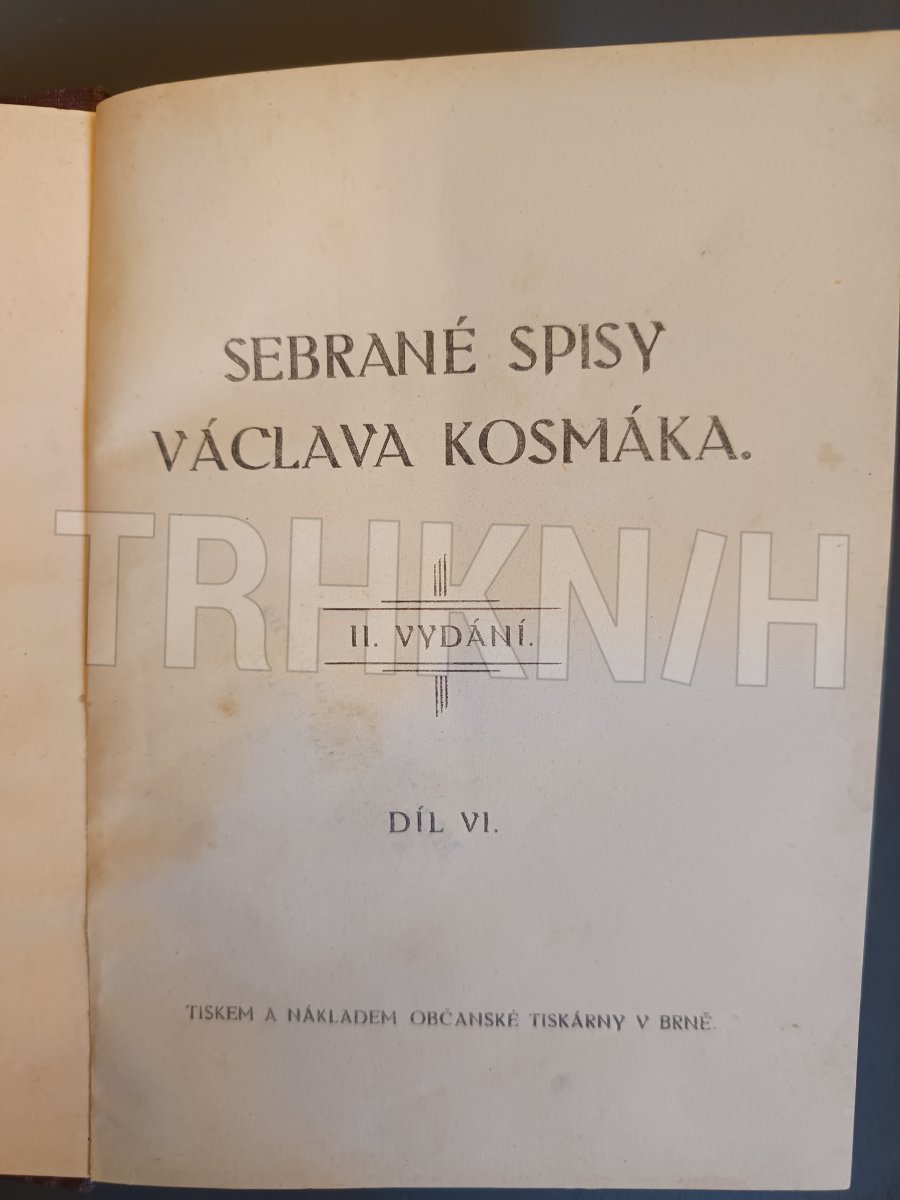 SEBRANÉ SPISY
VÁCLAVA KOSMÁKA.
TRHKNIH
II. VYDÁNÍ.
DÍL VI.
TISKEM A NÁKLADEM OBČANSKÉ TISKÁRNY V BRNĚ.